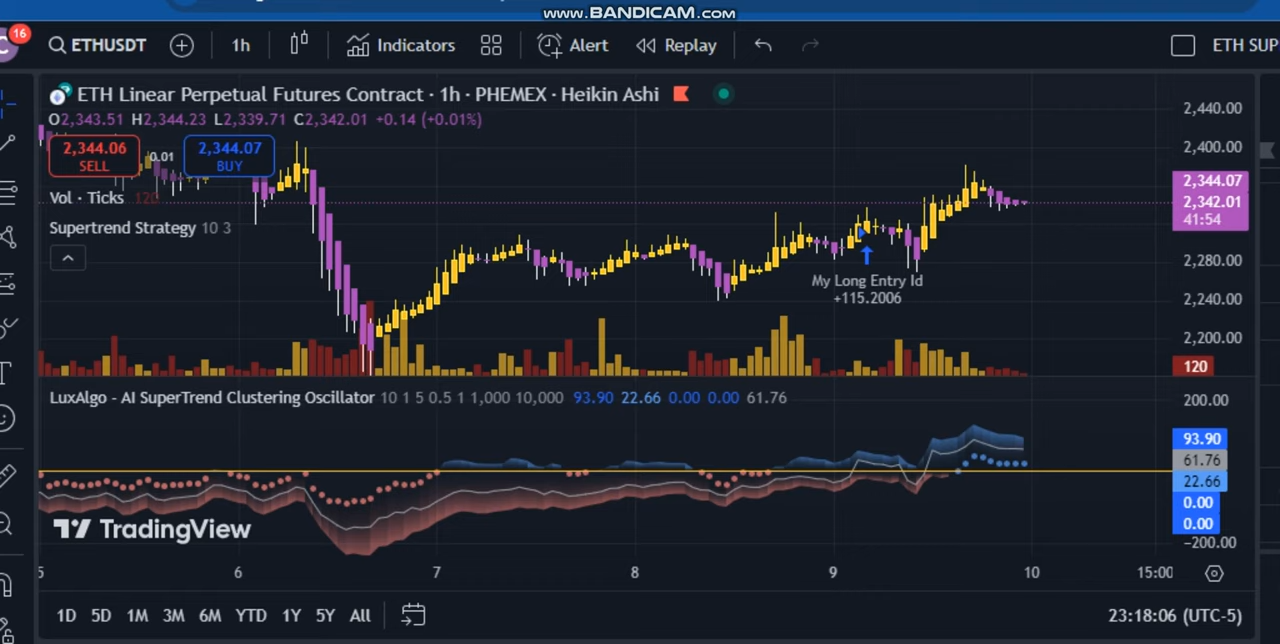 www.BANDICAM.com
16
ETHUSDT
1h
Indicators
Alert
Replay
ETH SUP
ETH Linear Perpetual Futures Contract · 1h · PHEMEX · Heikin Ashi
O2,343.51 H2,344.23 L2,339.71 C2,342.01 +0.14 (+0.01%)
2,344.06
SELL
0.01
2,344.07
BUY
Vol · Ticks 120
Supertrend Strategy 10 3
My Long Entry Id
+115.2006
2,440.00
2,400.00
2,344.07
2,342.01
41:54
2,280.00
2,240.00
2,200.00
120
LuxAlgo - AI SuperTrend Clustering Oscillator 10 1 5 0.5 1 1,000 10,000 93.90 22.66 0.00 0.00 61.76
200.00
93.90
61.76
22.66
0.00
0.00
−200.00
TradingView
5 6 7 8 9 10 15:00
1D 5D 1M 3M 6M YTD 1Y 5Y All
23:18:06 (UTC-5)